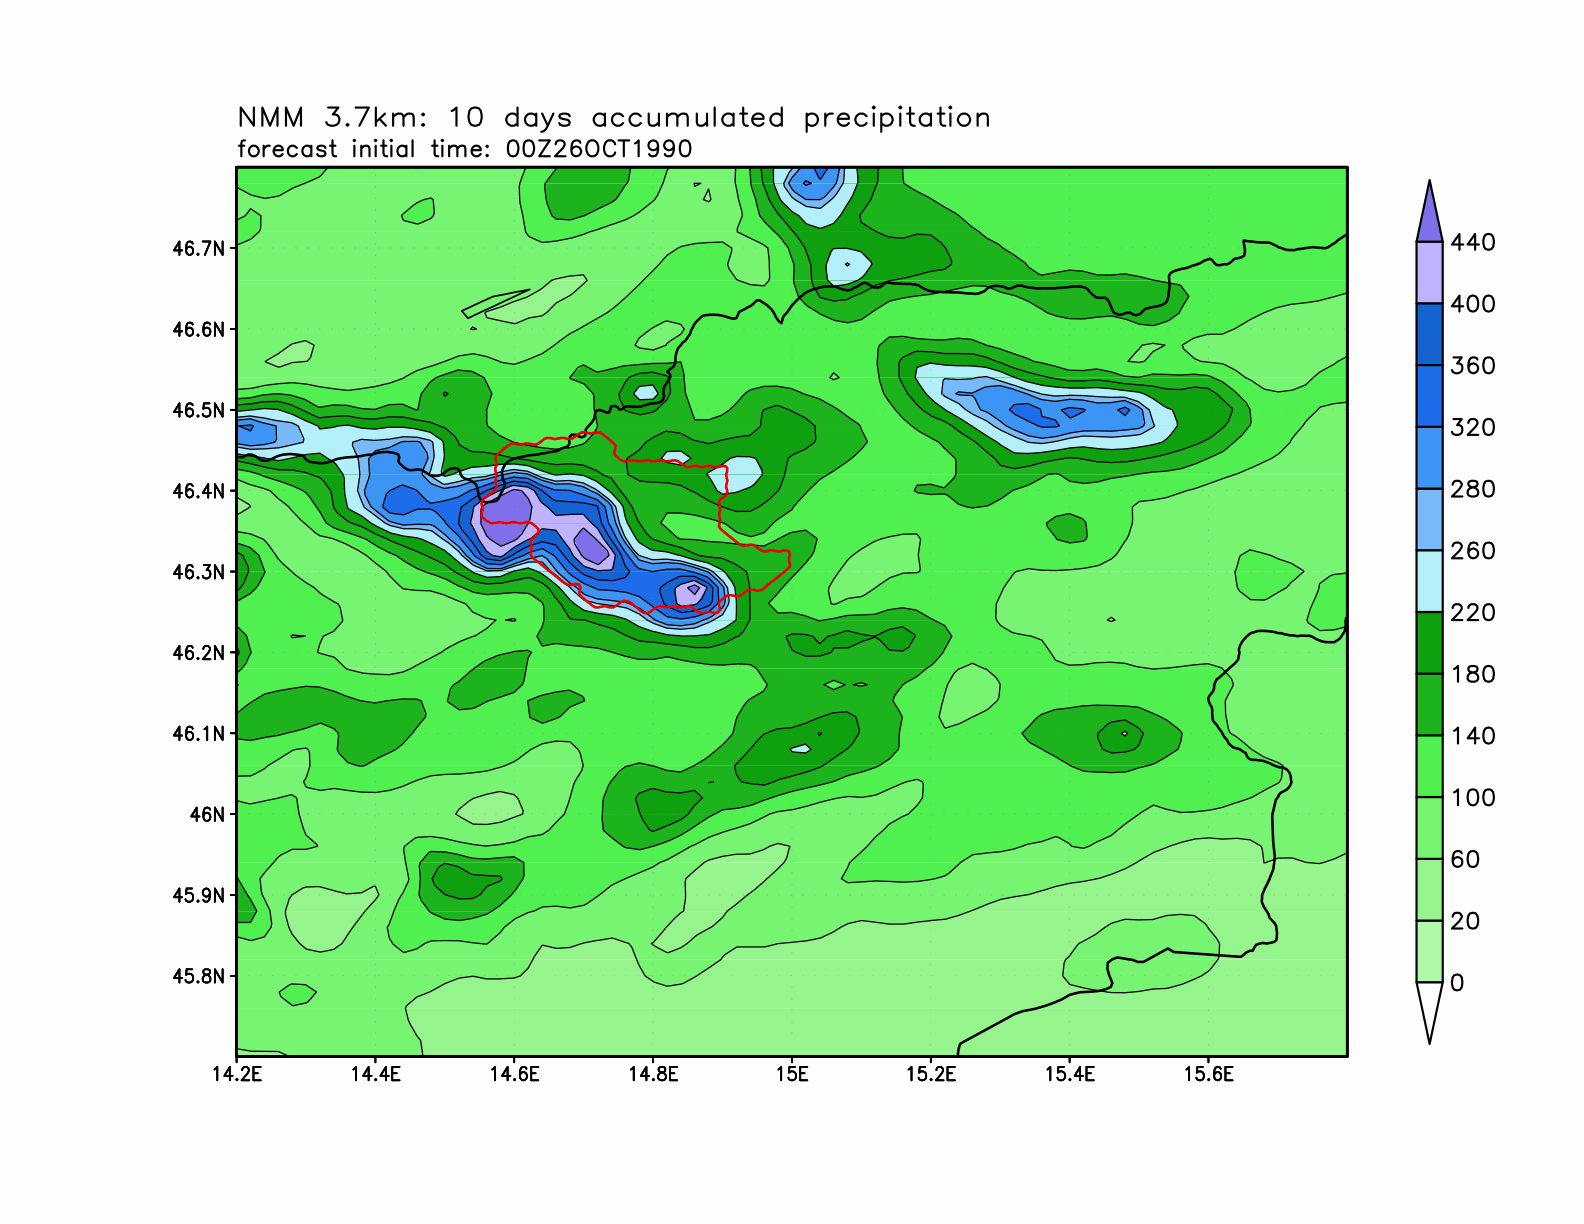 NMM 3.7km: 10 days accumulated precipitation
forecast initial time: 00Z26OCT1990
46.7N
46.6N
46.5N
46.4N
46.3N
46.2N
46.1N
46N
45.9N
45.8N
14.2E 14.4E 14.6E 14.8E 15E 15.2E 15.4E 15.6E
440
400
360
320
280
260
220
180
140
100
60
20
0